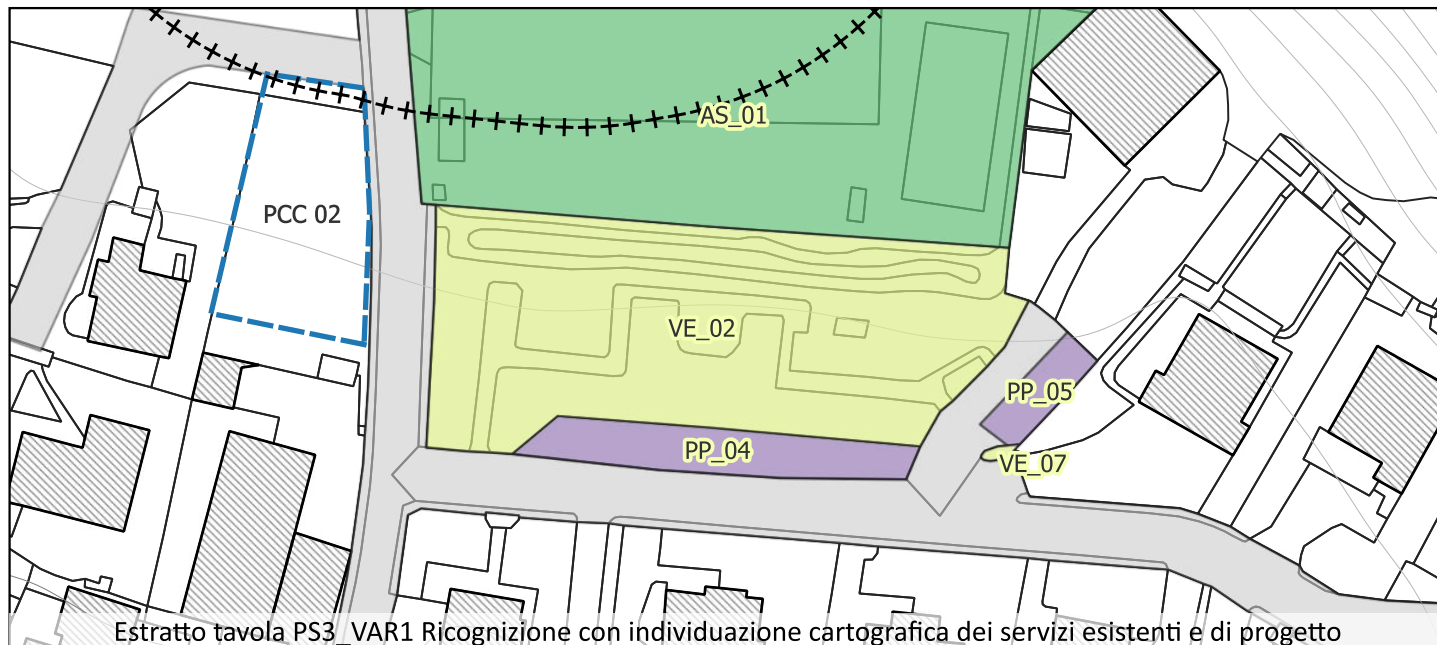 AS_01
PCC 02
VE_02
PP_05
PP_04
VE_07
Estratto tavola PS3_VAR1 Ricognizione con individuazione cartografica dei servizi esistenti e di progetto